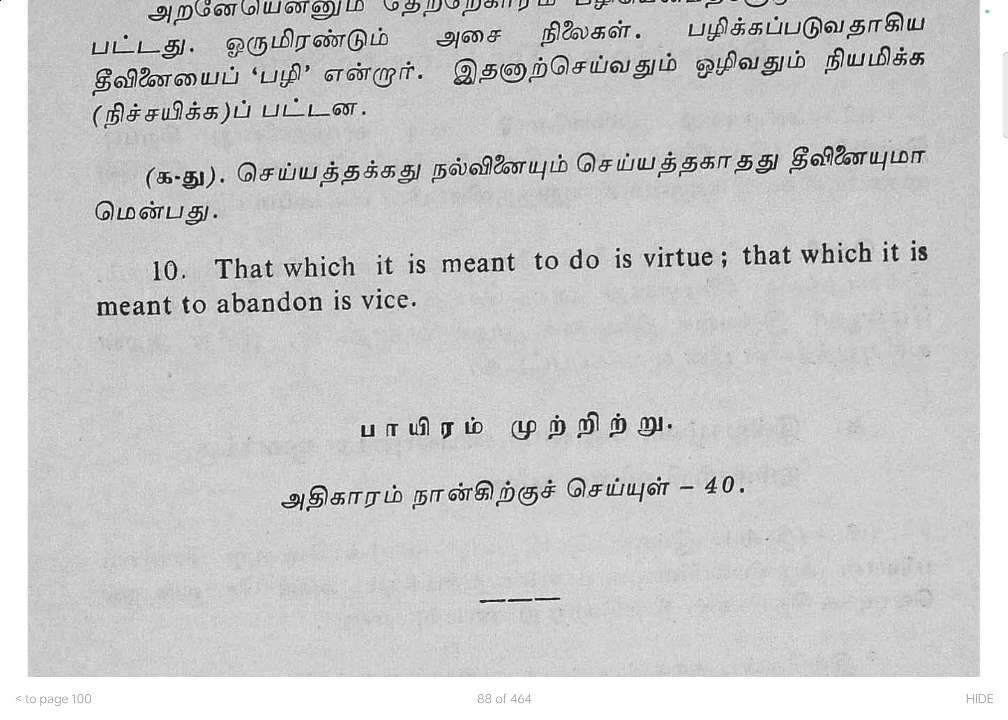 பட்டது. ஒருமிரண்டும் அசை நிலைகள். பழிக்கப்படுவதாகிய
தீவினையைப் ‘பழி’ என்றார். இதனாற்செய்வதும் ஒழிவதும் நியமிக்க
(நிச்சயிக்க)ப் பட்டன.
(க-து). செய்யத்தக்கது நல்வினையும் செய்யத்தகாதது தீவினையுமா
மென்பது.
10. That which it is meant to do is virtue; that which it is
meant to abandon is vice.
பாயிரம் முற்றிற்று.
அதிகாரம் நான்கிற்குச் செய்யுள் – 40.
< to page 100
88 of 464
HIDE